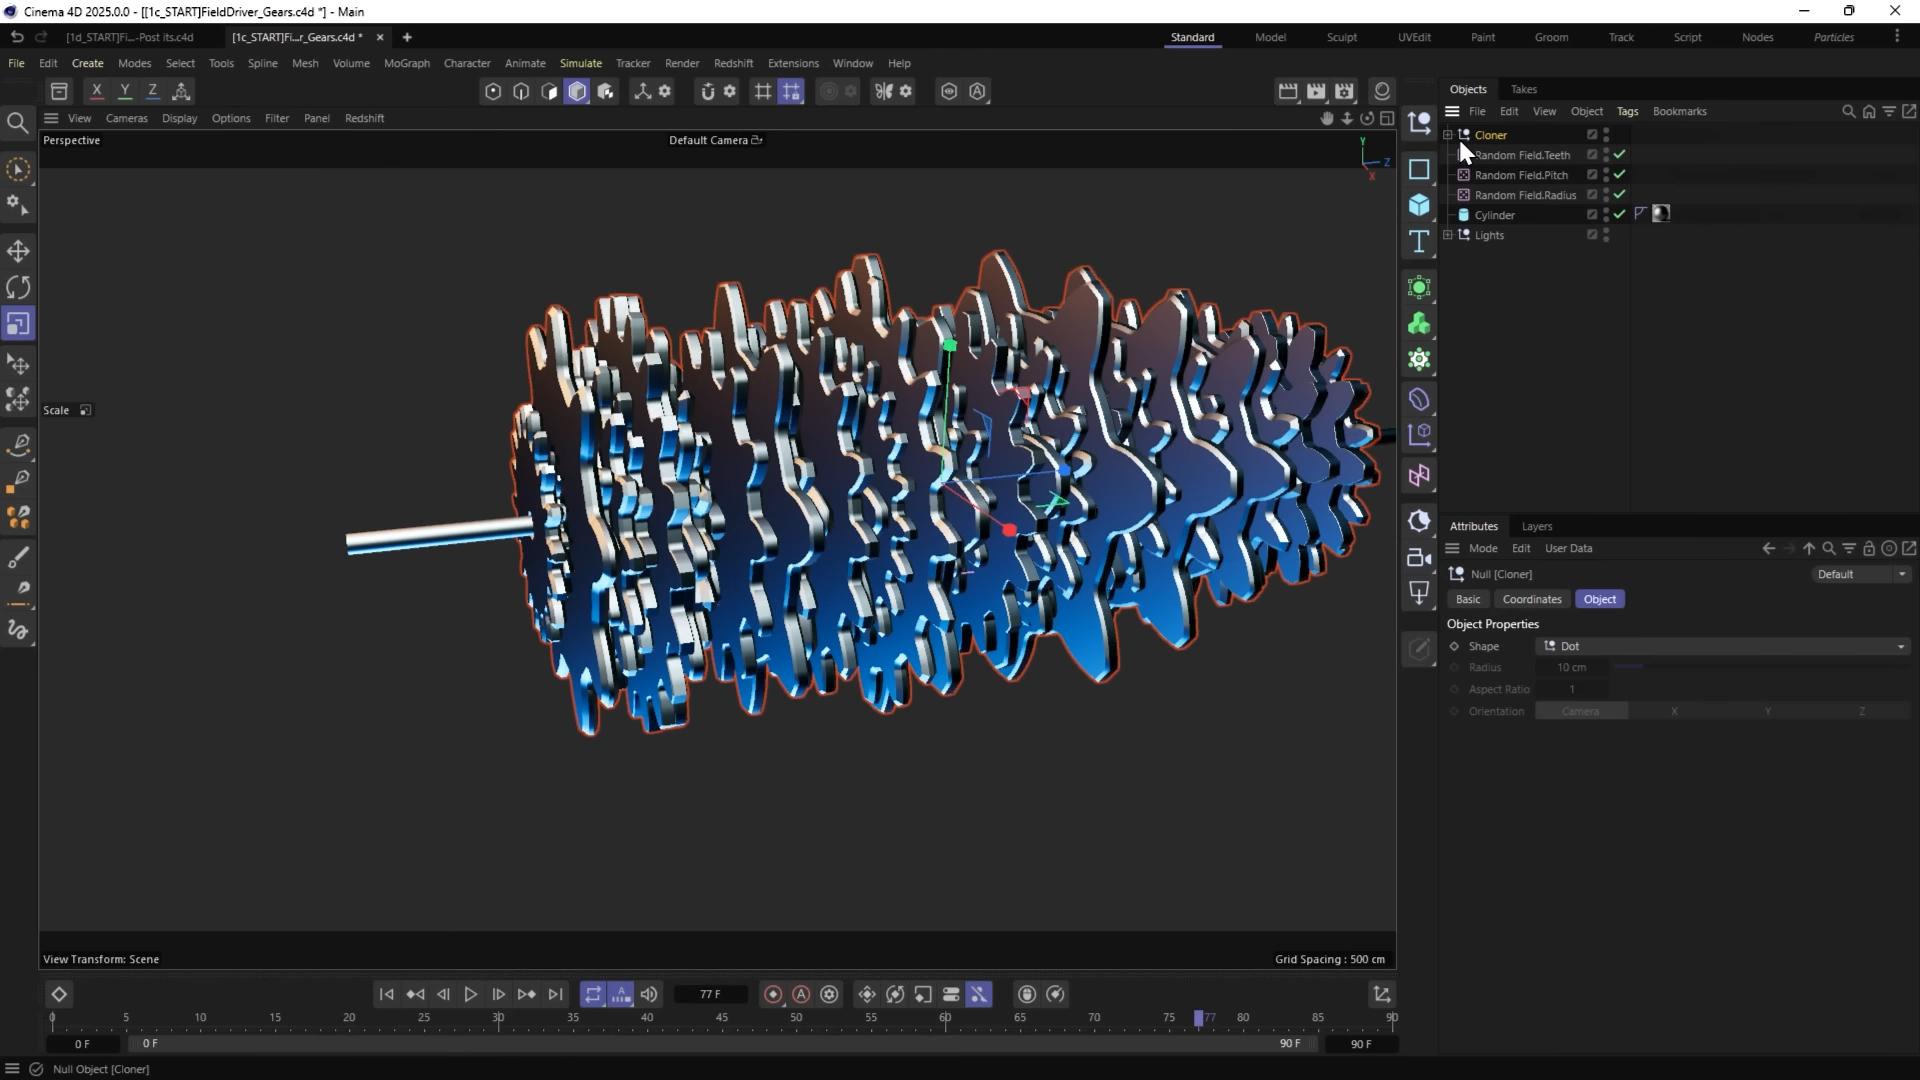 Cinema 4D 2025.0.0 - [[1c_START]FieldDriver_Gears.c4d *] - Main
[1d_START]Fi...-Post its.c4d
[1c_START]Fi...r_Gears.c4d *
Standard
Model
Sculpt
UVEdit
Paint
Groom
Track
Script
Nodes
Particles
File Edit Create Modes Select Tools Spline Mesh Volume MoGraph Character Animate Simulate Tracker Render Redshift Extensions Window Help
X Y Z
Objects Takes
View Cameras Display Options Filter Panel Redshift
File Edit View Object Tags Bookmarks
Perspective
Default Camera
Y
Z
X
Cloner
Random Field.Teeth
Random Field.Pitch
Random Field.Radius
Cylinder
Lights
Scale
Attributes Layers
Mode Edit User Data
Null [Cloner]
Default
Basic Coordinates Object
Object Properties
Shape Dot
Radius 10 cm
Aspect Ratio 1
Orientation Camera X Y Z
View Transform: Scene
Grid Spacing : 500 cm
77 F
0 5 10 15 20 25 30 35 40 45 50 55 60 65 70 75 77 80 85 90
0 F 0 F 90 F 90 F
Null Object [Cloner]